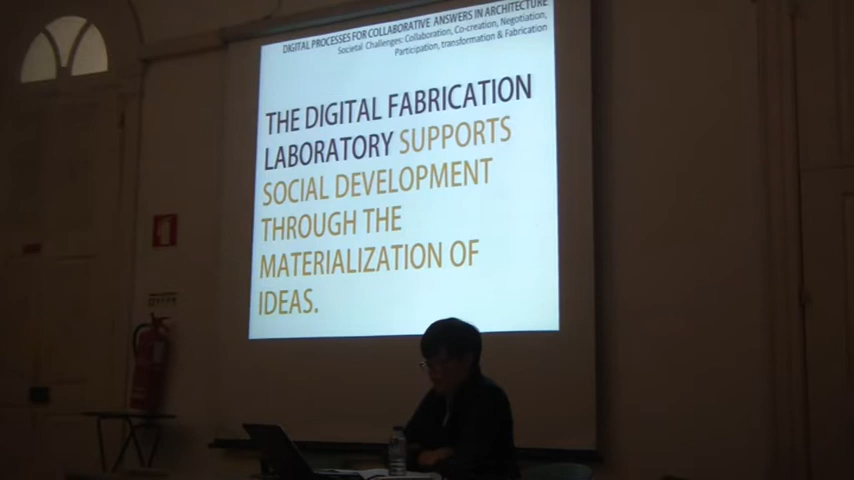 DIGITAL PROCESSES FOR COLLABORATIVE ANSWERS IN ARCHITECTURE
Societal Challenges: Collaboration, Co-creation, Negotiation,
Participation, transformation & Fabrication
THE DIGITAL FABRICATION
LABORATORY SUPPORTS
SOCIAL DEVELOPMENT
THROUGH THE
MATERIALIZATION OF
IDEAS.